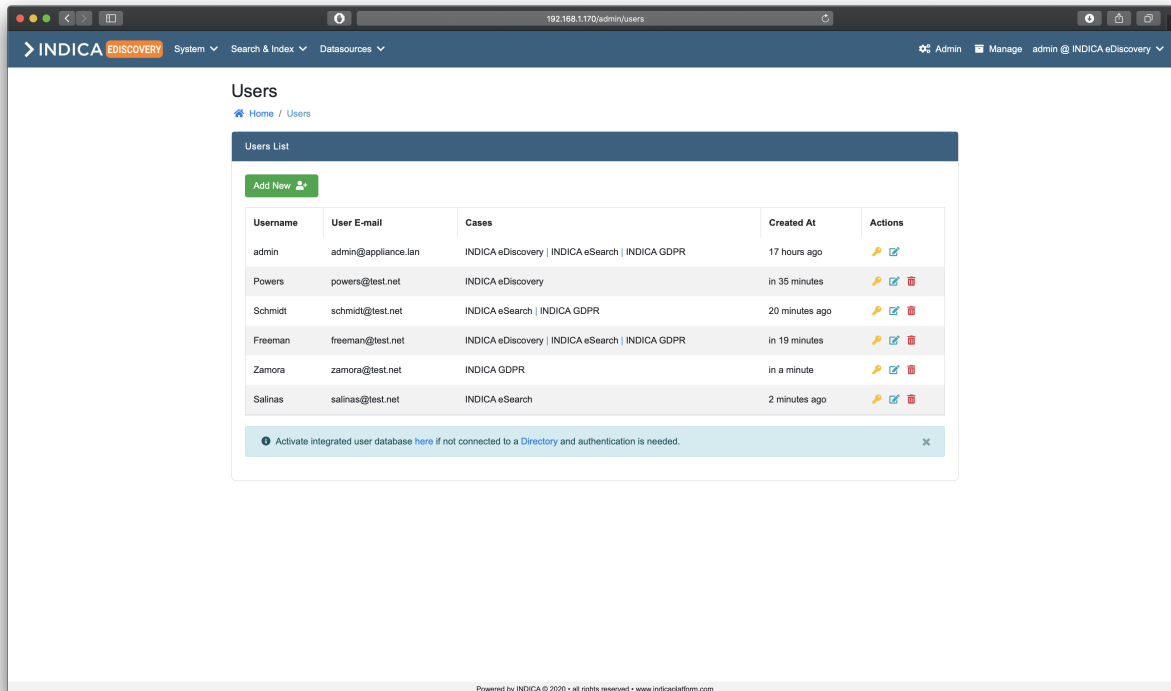 192.168.1.170/admin/users
INDICA EDISCOVERY System Search & Index Datasources Admin Manage admin @ INDICA eDiscovery
Users
Home / Users
Users List
Add New
Username User E-mail Cases Created At Actions
admin admin@appliance.lan INDICA eDiscovery | INDICA eSearch | INDICA GDPR 17 hours ago
Powers powers@test.net INDICA eDiscovery in 35 minutes
Schmidt schmidt@test.net INDICA eSearch | INDICA GDPR 20 minutes ago
Freeman freeman@test.net INDICA eDiscovery | INDICA eSearch | INDICA GDPR in 19 minutes
Zamora zamora@test.net INDICA GDPR in a minute
Salinas salinas@test.net INDICA eSearch 2 minutes ago
Activate integrated user database here if not connected to a Directory and authentication is needed.
Powered by INDICA © 2020 • all rights reserved • www.indicaplatform.com